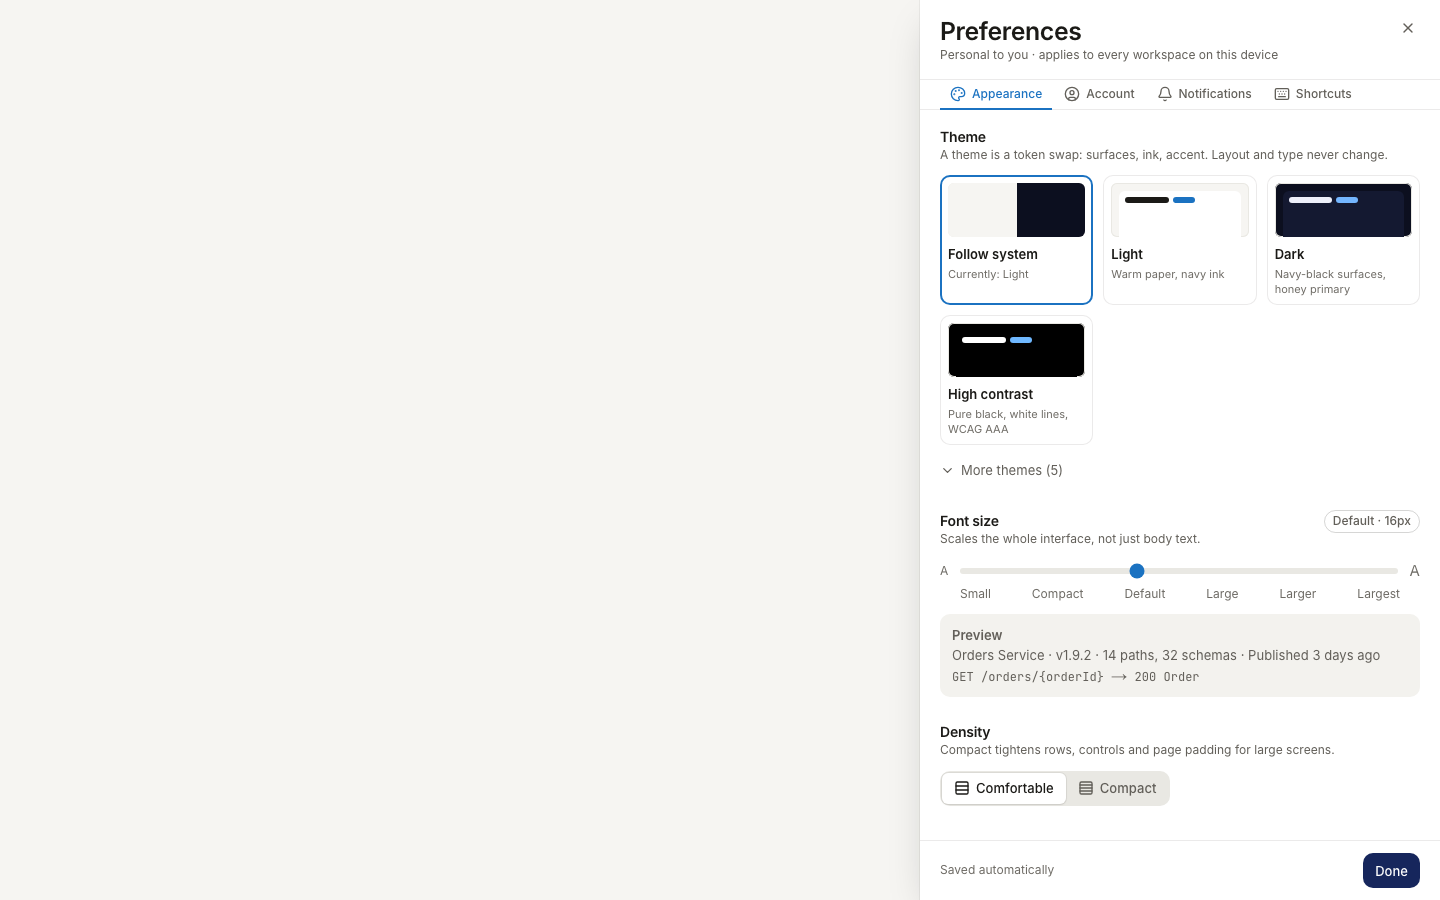 Preferences
Personal to you · applies to every workspace on this device
Appearance
Account
Notifications
Shortcuts
Theme
A theme is a token swap: surfaces, ink, accent. Layout and type never change.
Follow system
Currently: Light
Light
Warm paper, navy ink
Dark
Navy-black surfaces,
honey primary
High contrast
Pure black, white lines,
WCAG AAA
More themes (5)
Font size
Default · 16px
Scales the whole interface, not just body text.
A
A
Small
Compact
Default
Large
Larger
Largest
Preview
Orders Service · v1.9.2 · 14 paths, 32 schemas · Published 3 days ago
GET /orders/{orderId} → 200 Order
Density
Compact tightens rows, controls and page padding for large screens.
Comfortable
Compact
Saved automatically
Done